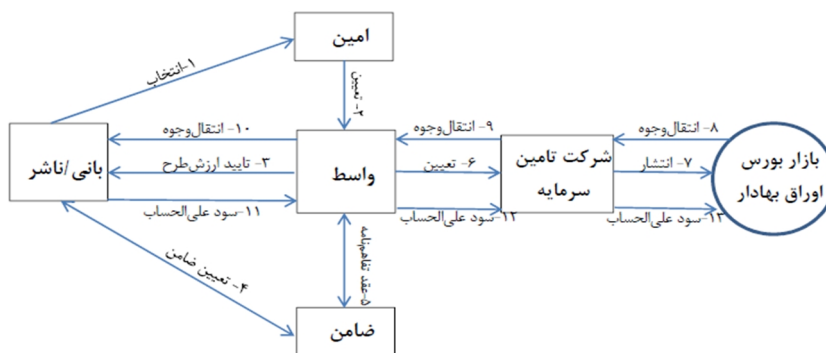 امین
۱-انتخاب
۲- تعیین
۱۰- انتقال‌وجوه
۹- انتقال‌وجوه
۸- انتقال‌وجوه
بانی/ناشر
۳- تایید ارزش‌طرح
واسط
۶- تعیین
شرکت تامین
سرمایه
۷- انتشار
بازار بورس
اوراق بهادار
۱۱-سود علی‌الحساب
۱۲-سود علی‌الحساب
۱۳-سود علی‌الحساب
۴- تعیین ضامن
۵-عقد تفاهم‌نامه
ضامن